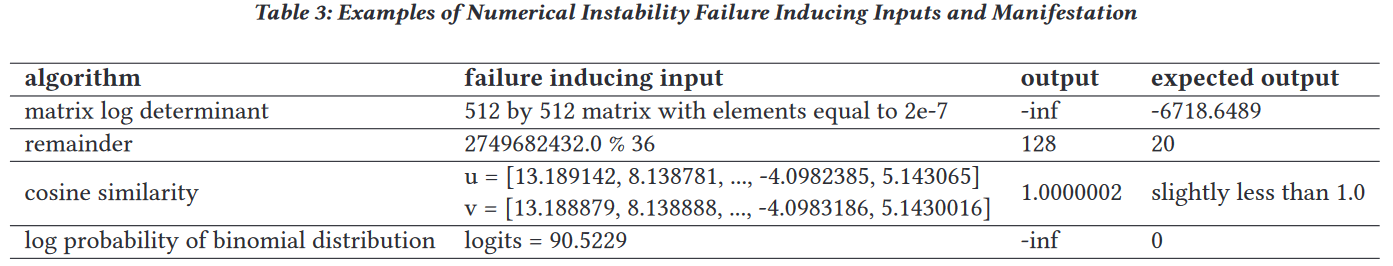 Table 3: Examples of Numerical Instability Failure Inducing Inputs and Manifestation
algorithm failure inducing input output expected output
matrix log determinant 512 by 512 matrix with elements equal to 2e-7 -inf -6718.6489
remainder 2749682432.0 % 36 128 20
cosine similarity u = [13.189142, 8.138781, ..., -4.0982385, 5.143065] 1.0000002 slightly less than 1.0
v = [13.188879, 8.138888, ..., -4.0983186, 5.1430016]
log probability of binomial distribution logits = 90.5229 -inf 0